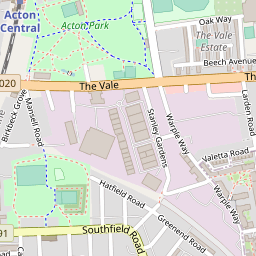 Acton
Central
Acton Park
Oak Way
The Vale
Estate
Beech Avenue
The Vale
Th
020
Birkbeck Grove
Mansell Road
Stanley Gardens
Warple Way
Larden Road
Valetta Road
Hatfield Road
Warple Way
Greenend Road
Southfield Road
91